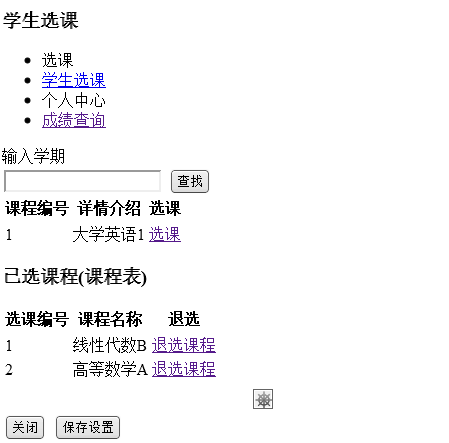 学生选课
选课
学生选课
个人中心
成绩查询
输入学期
查找
课程编号 详情介绍 选课
1 大学英语1 选课
已选课程(课程表)
选课编号 课程名称 退选
1 线性代数B 退选课程
2 高等数学A 退选课程
关闭 保存设置